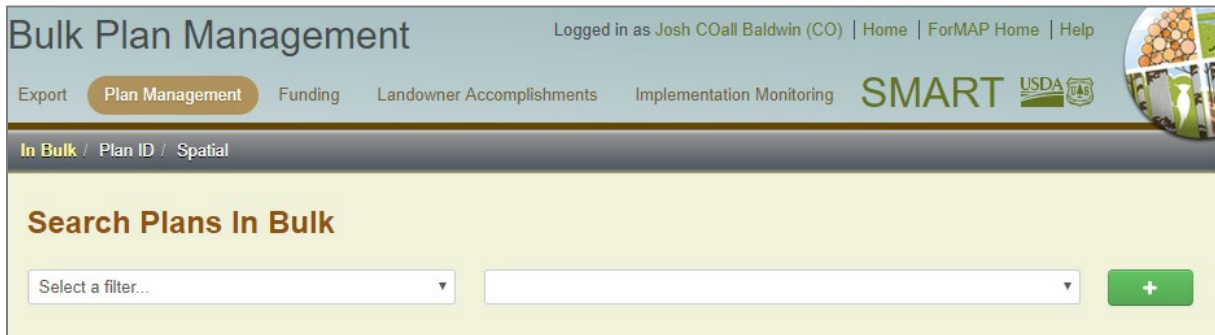 Bulk Plan Management
Logged in as Josh COall Baldwin (CO) | Home | ForMAP Home | Help
Export Plan Management Funding Landowner Accomplishments Implementation Monitoring SMART USDA
In Bulk / Plan ID / Spatial
Search Plans In Bulk
Select a filter...
+